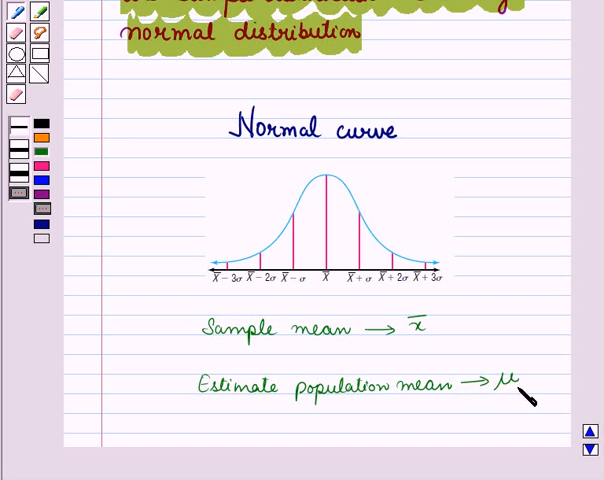 normal distribution
Normal curve
X̄ − 3σ X̄ − 2σ X̄ − σ X̄ X̄ + σ X̄ + 2σ X̄ + 3σ
Sample mean → x̄
Estimate population mean → μ